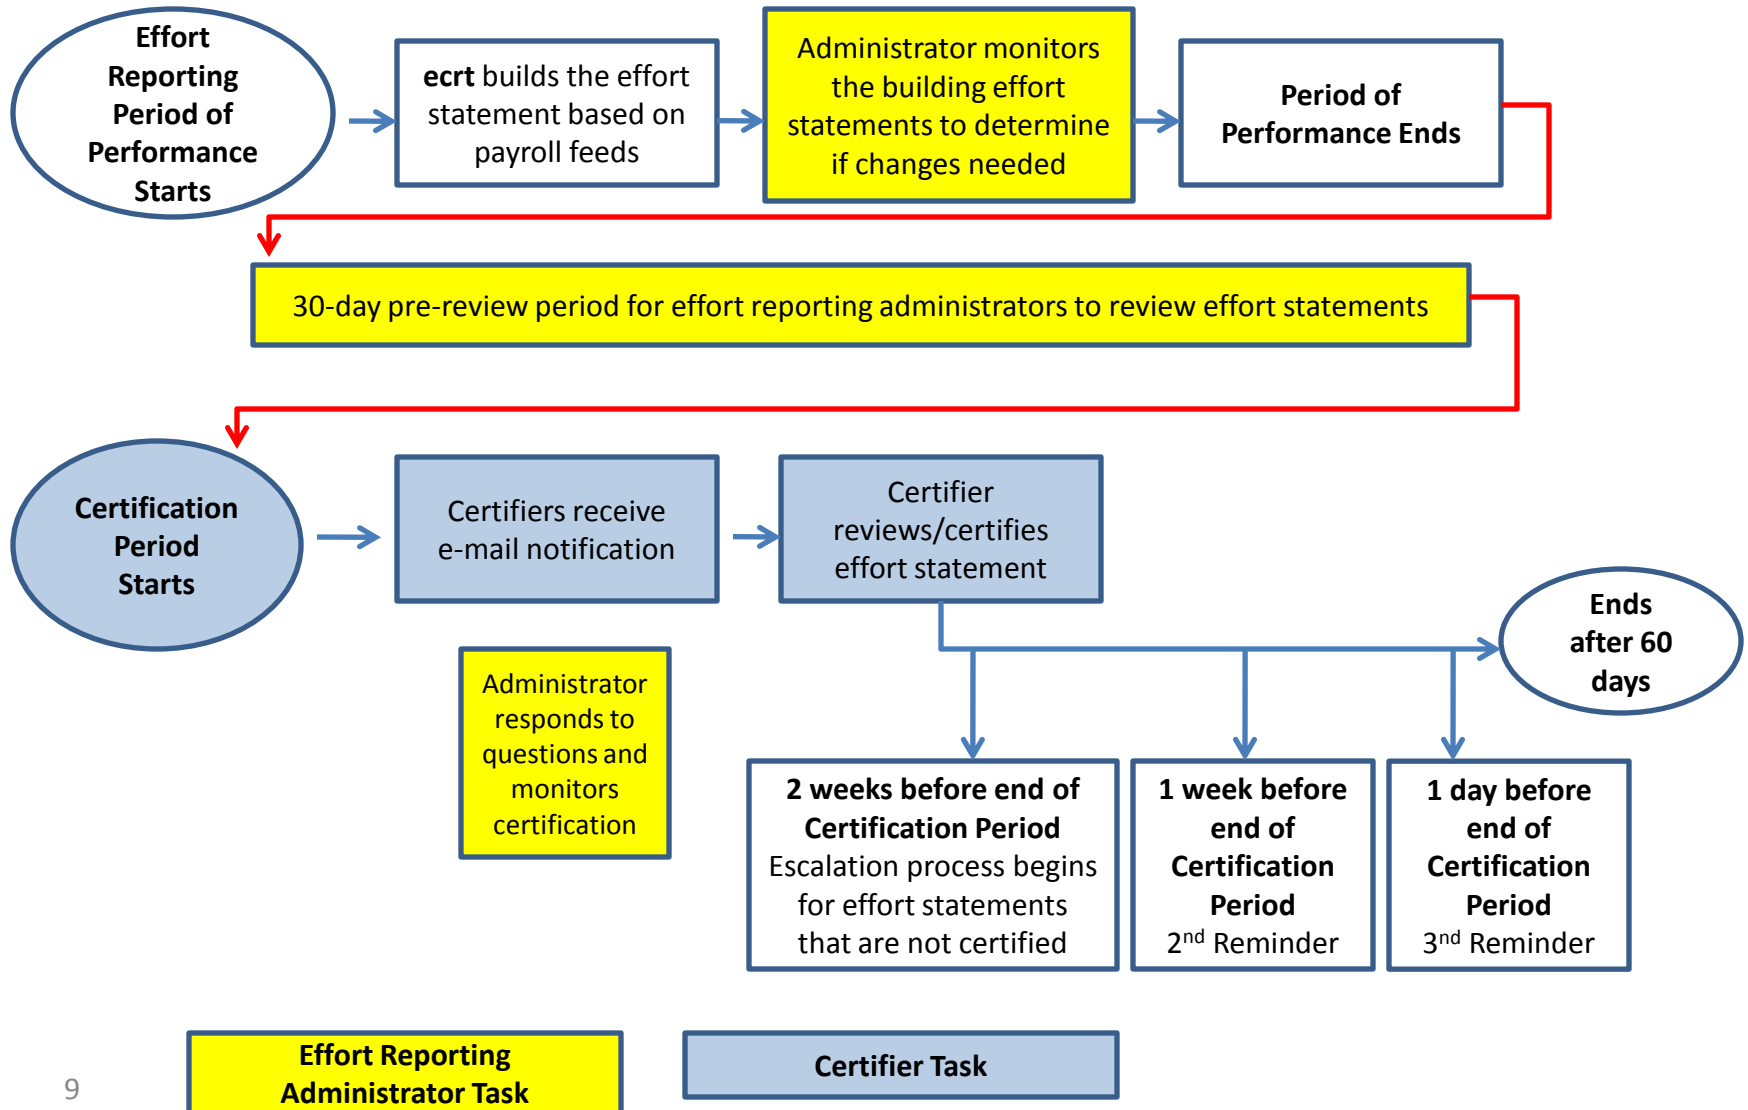 Effort
Reporting
Period of
Performance
Starts
ecrt builds the effort
statement based on
payroll feeds
Administrator monitors
the building effort
statements to determine
if changes needed
Period of
Performance Ends
30-day pre-review period for effort reporting administrators to review effort statements
Certification
Period
Starts
Certifiers receive
e-mail notification
Certifier
reviews/certifies
effort statement
Ends
after 60
days
Administrator
responds to
questions and
monitors
certification
2 weeks before end of
Certification Period
Escalation process begins
for effort statements
that are not certified
1 week before
end of
Certification
Period
2nd Reminder
1 day before
end of
Certification
Period
3nd Reminder
Effort Reporting
Administrator Task
Certifier Task
9